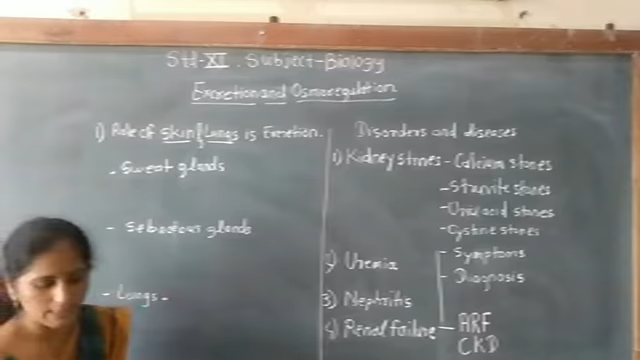 Std-XI. Subject-Biology
Excretion and Osmoregulation
1) Role of skin & Lungs is Excretion.
- Sweat glands
- Sebacious glands
- Lungs -
Disorders and diseases
1) Kidney stones - Calcium stones
- Struvite stones
- Uric acid stones
- Cystine stones
2) Uremia
- Symptoms
- Diagnosis
3) Nephritis
4) Renal failure - ARF
CKD